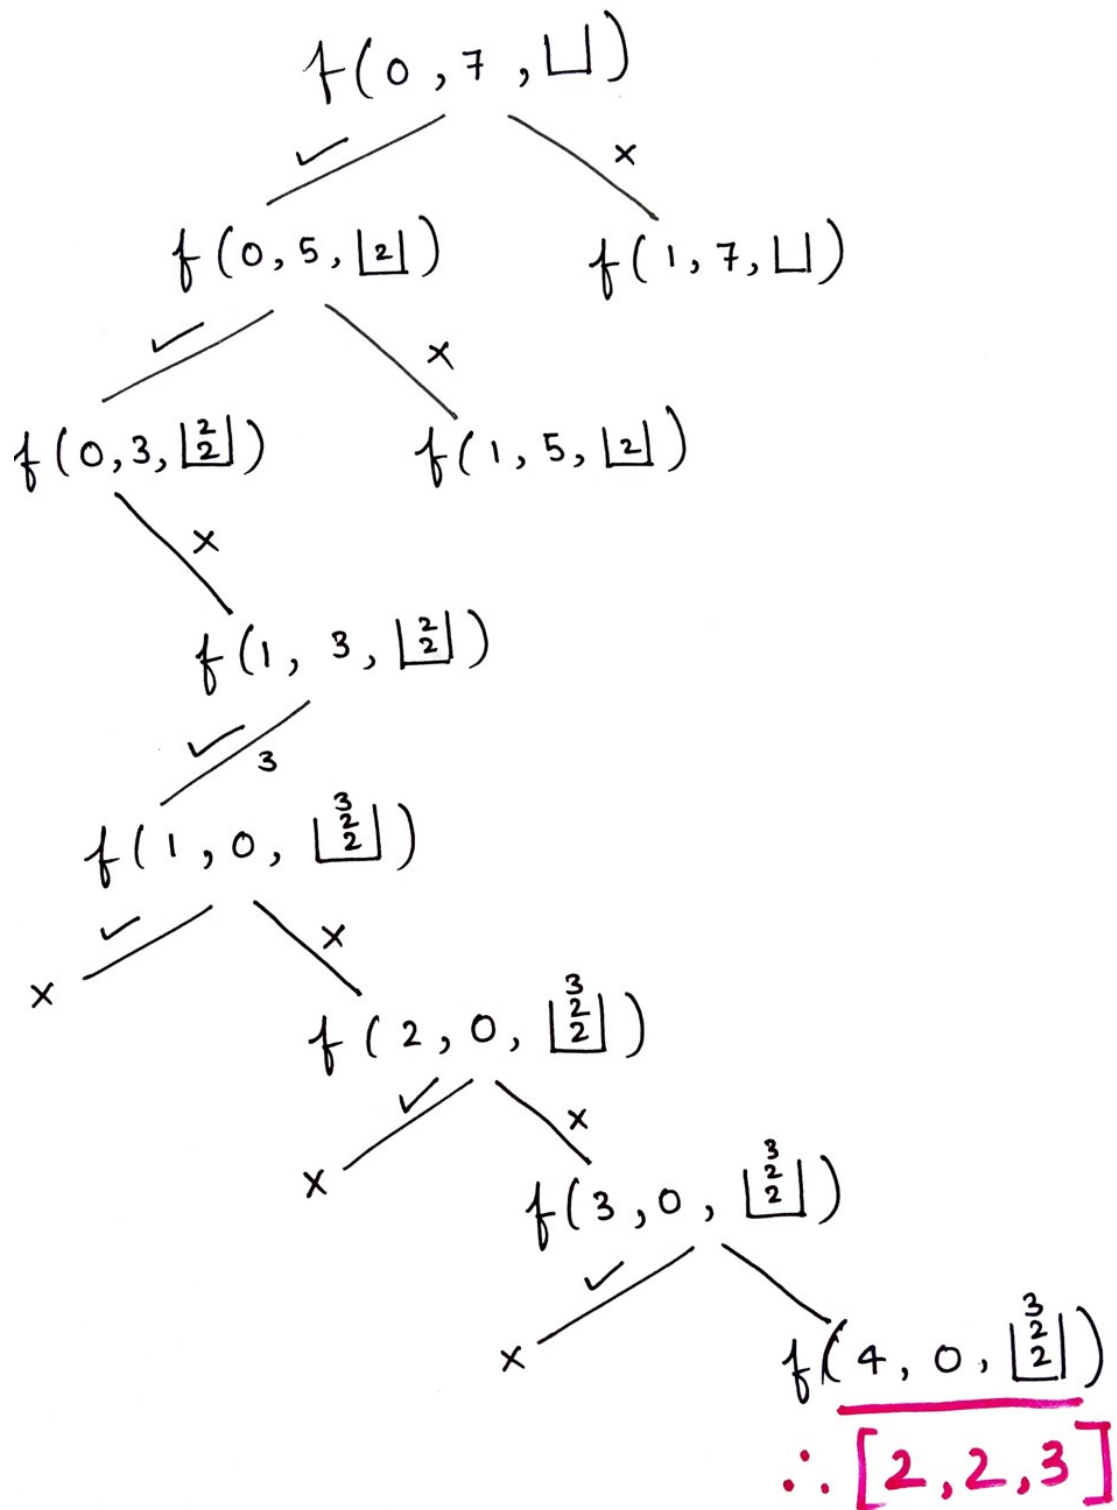 f(0, 7, ⌊⌋)
✓ x
f(0, 5, ⌊2⌋) f(1, 7, ⌊⌋)
✓ x
f(0, 3, ⌊2 2⌋) f(1, 5, ⌊2⌋)
x
f(1, 3, ⌊2 2⌋)
✓ 3
f(1, 0, ⌊3 2 2⌋)
✓ x
x
f(2, 0, ⌊3 2 2⌋)
✓ x
x
f(3, 0, ⌊3 2 2⌋)
✓
x
f(4, 0, ⌊3 2 2⌋)
∴ [2, 2, 3]